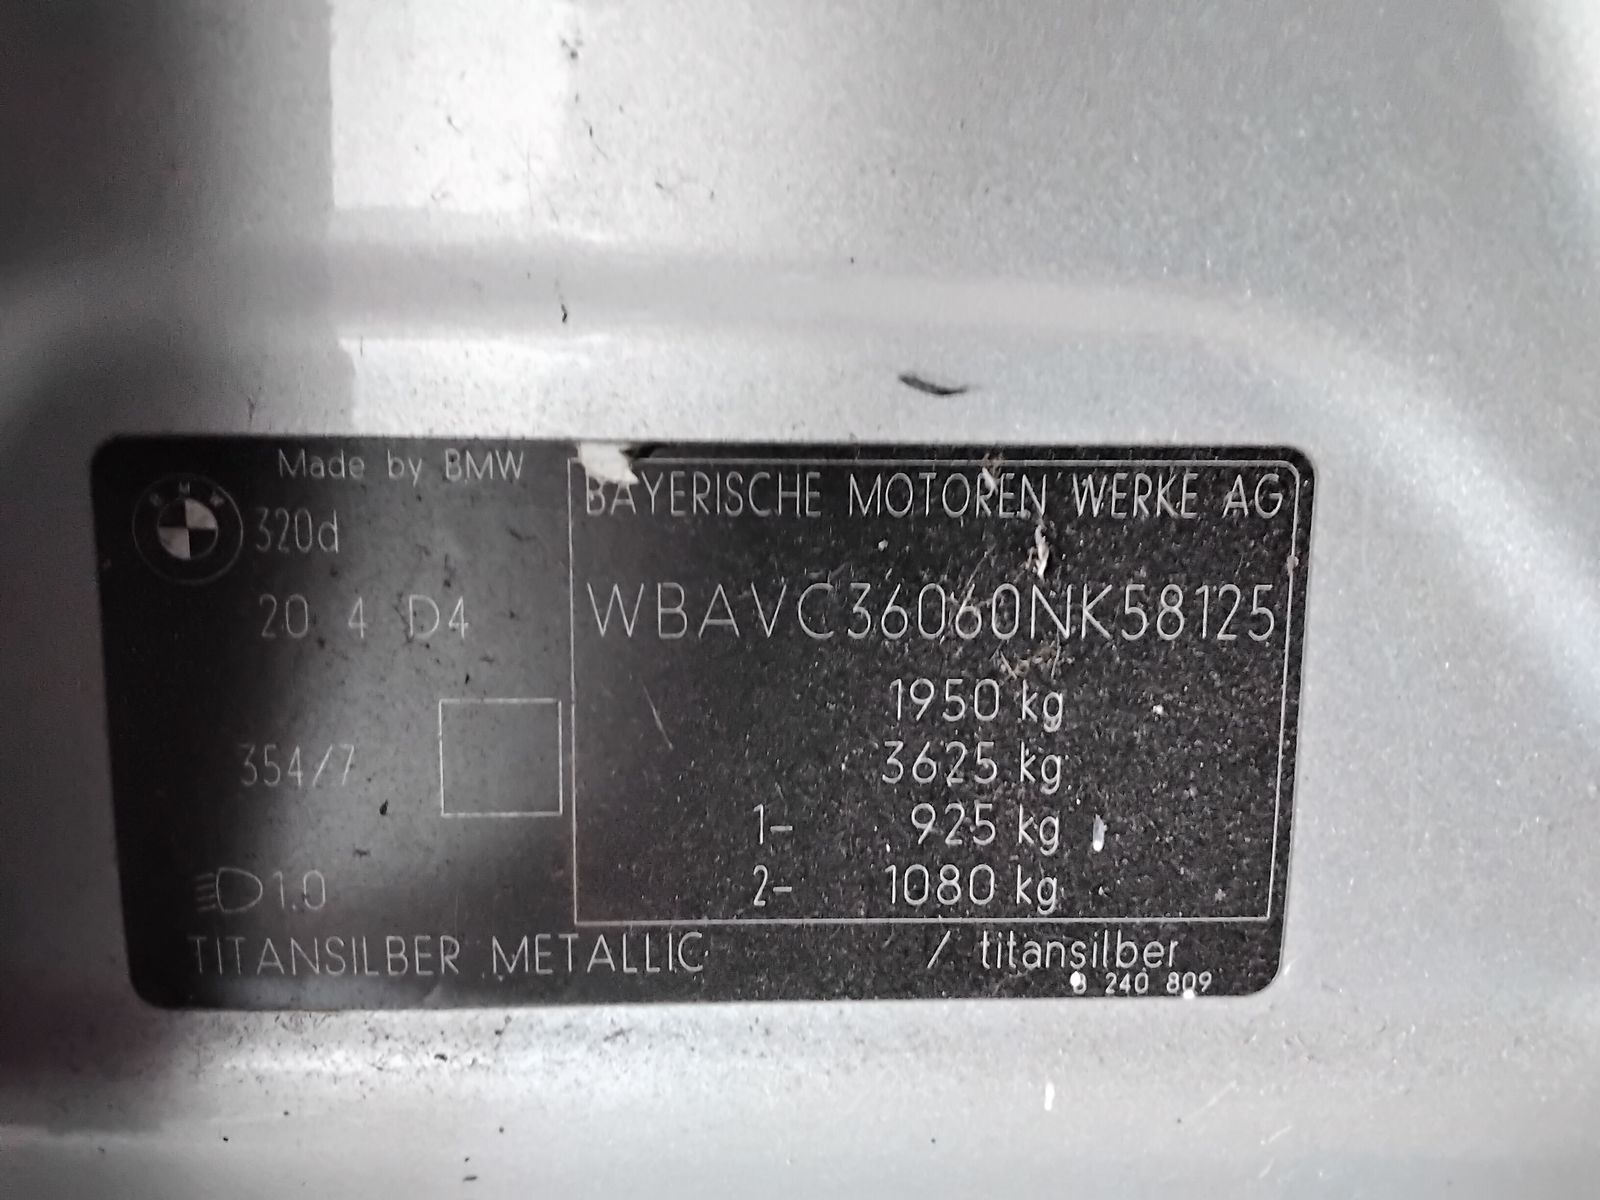 Made by BMW
BMW
320d
20 4 D4
354/7
1.0
BAYERISCHE MOTOREN WERKE AG
WBAVC36060NK58125
1950 kg
3625 kg
1- 925 kg
2- 1080 kg
TITANSILBER METALLIC / titansilber
240 809